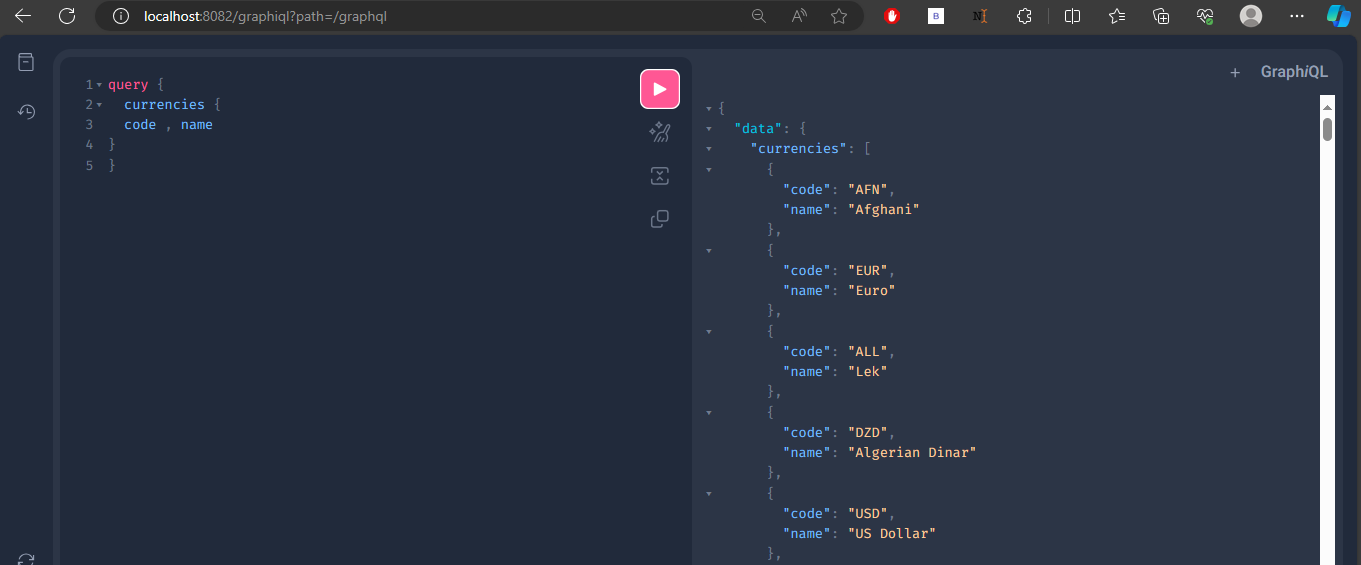 localhost:8082/graphiql?path=/graphql
A
B
N
GraphiQL
1 query {
2 currencies {
3 code , name
4 }
5 }
{
"data": {
"currencies": [
{
"code": "AFN",
"name": "Afghani"
},
{
"code": "EUR",
"name": "Euro"
},
{
"code": "ALL",
"name": "Lek"
},
{
"code": "DZD",
"name": "Algerian Dinar"
},
{
"code": "USD",
"name": "US Dollar"
},